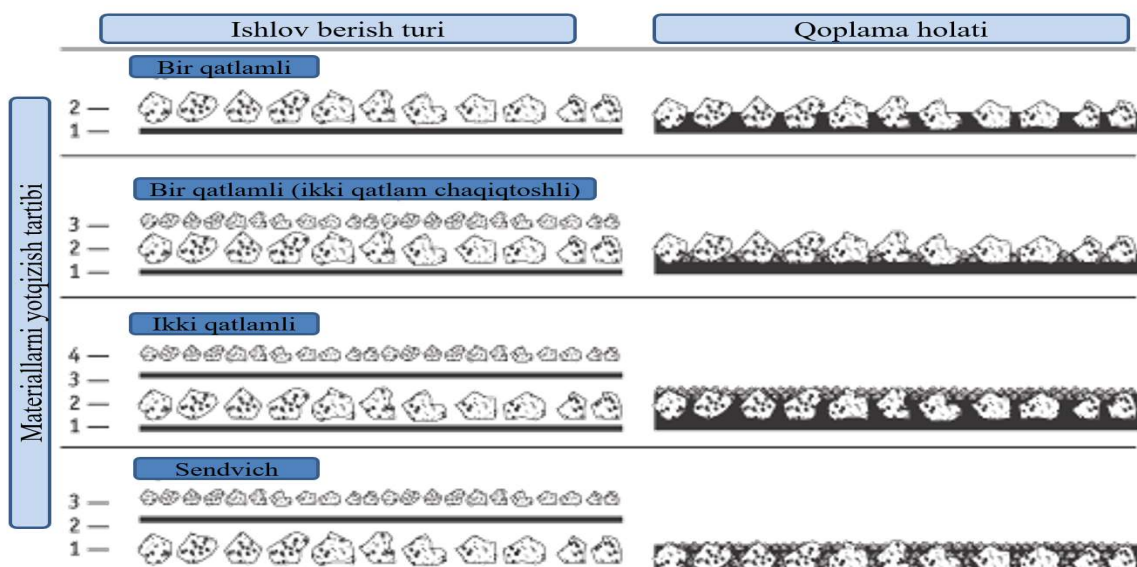 Ishlov berish turi
Qoplama holati
Materiallarni yotqizish tartibi
Bir qatlamli
2
1
Bir qatlamli (ikki qatlam chaqiqtoshli)
3
2
1
Ikki qatlamli
4
3
2
1
Sendvich
3
2
1